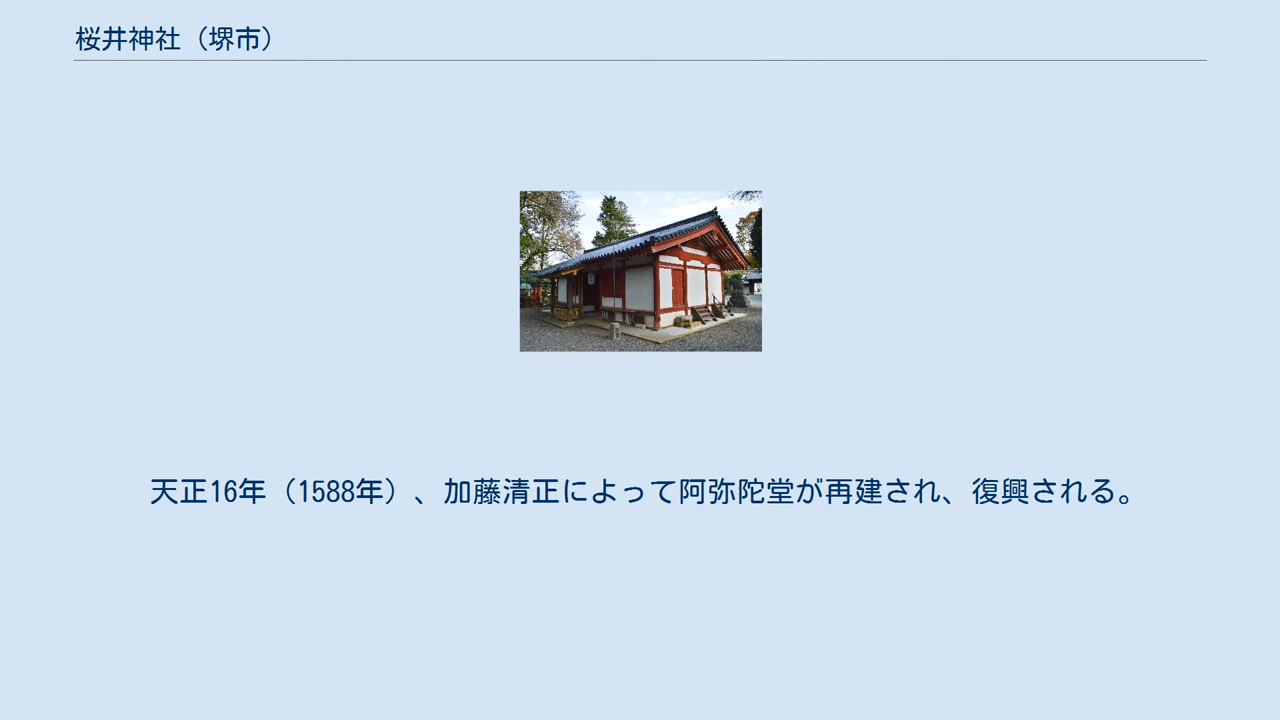 桜井神社（堺市）
天正16年（1588年）、加藤清正によって阿弥陀堂が再建され、復興される。